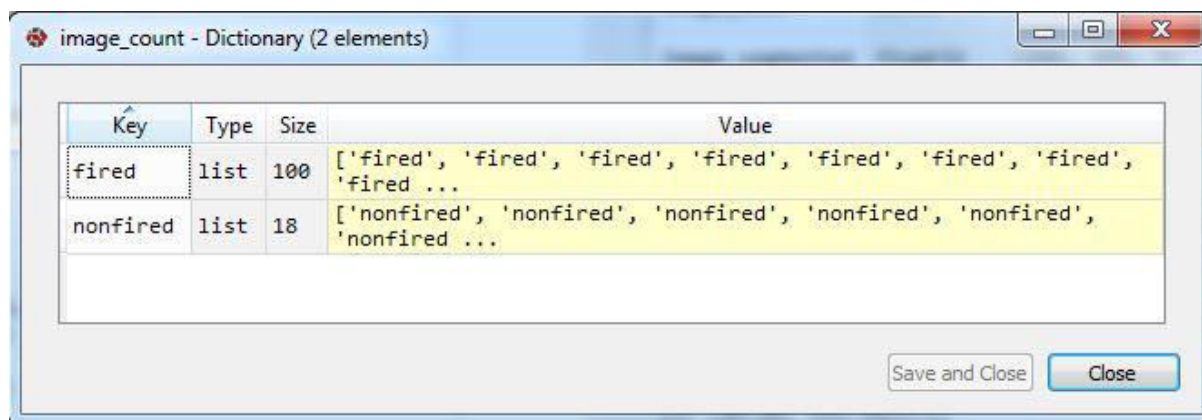 image_count - Dictionary (2 elements)
Key Type Size Value
fired list 100 ['fired', 'fired', 'fired', 'fired', 'fired', 'fired', 'fired',
'fired ...
nonfired list 18 ['nonfired', 'nonfired', 'nonfired', 'nonfired', 'nonfired',
'nonfired ...
Save and Close Close